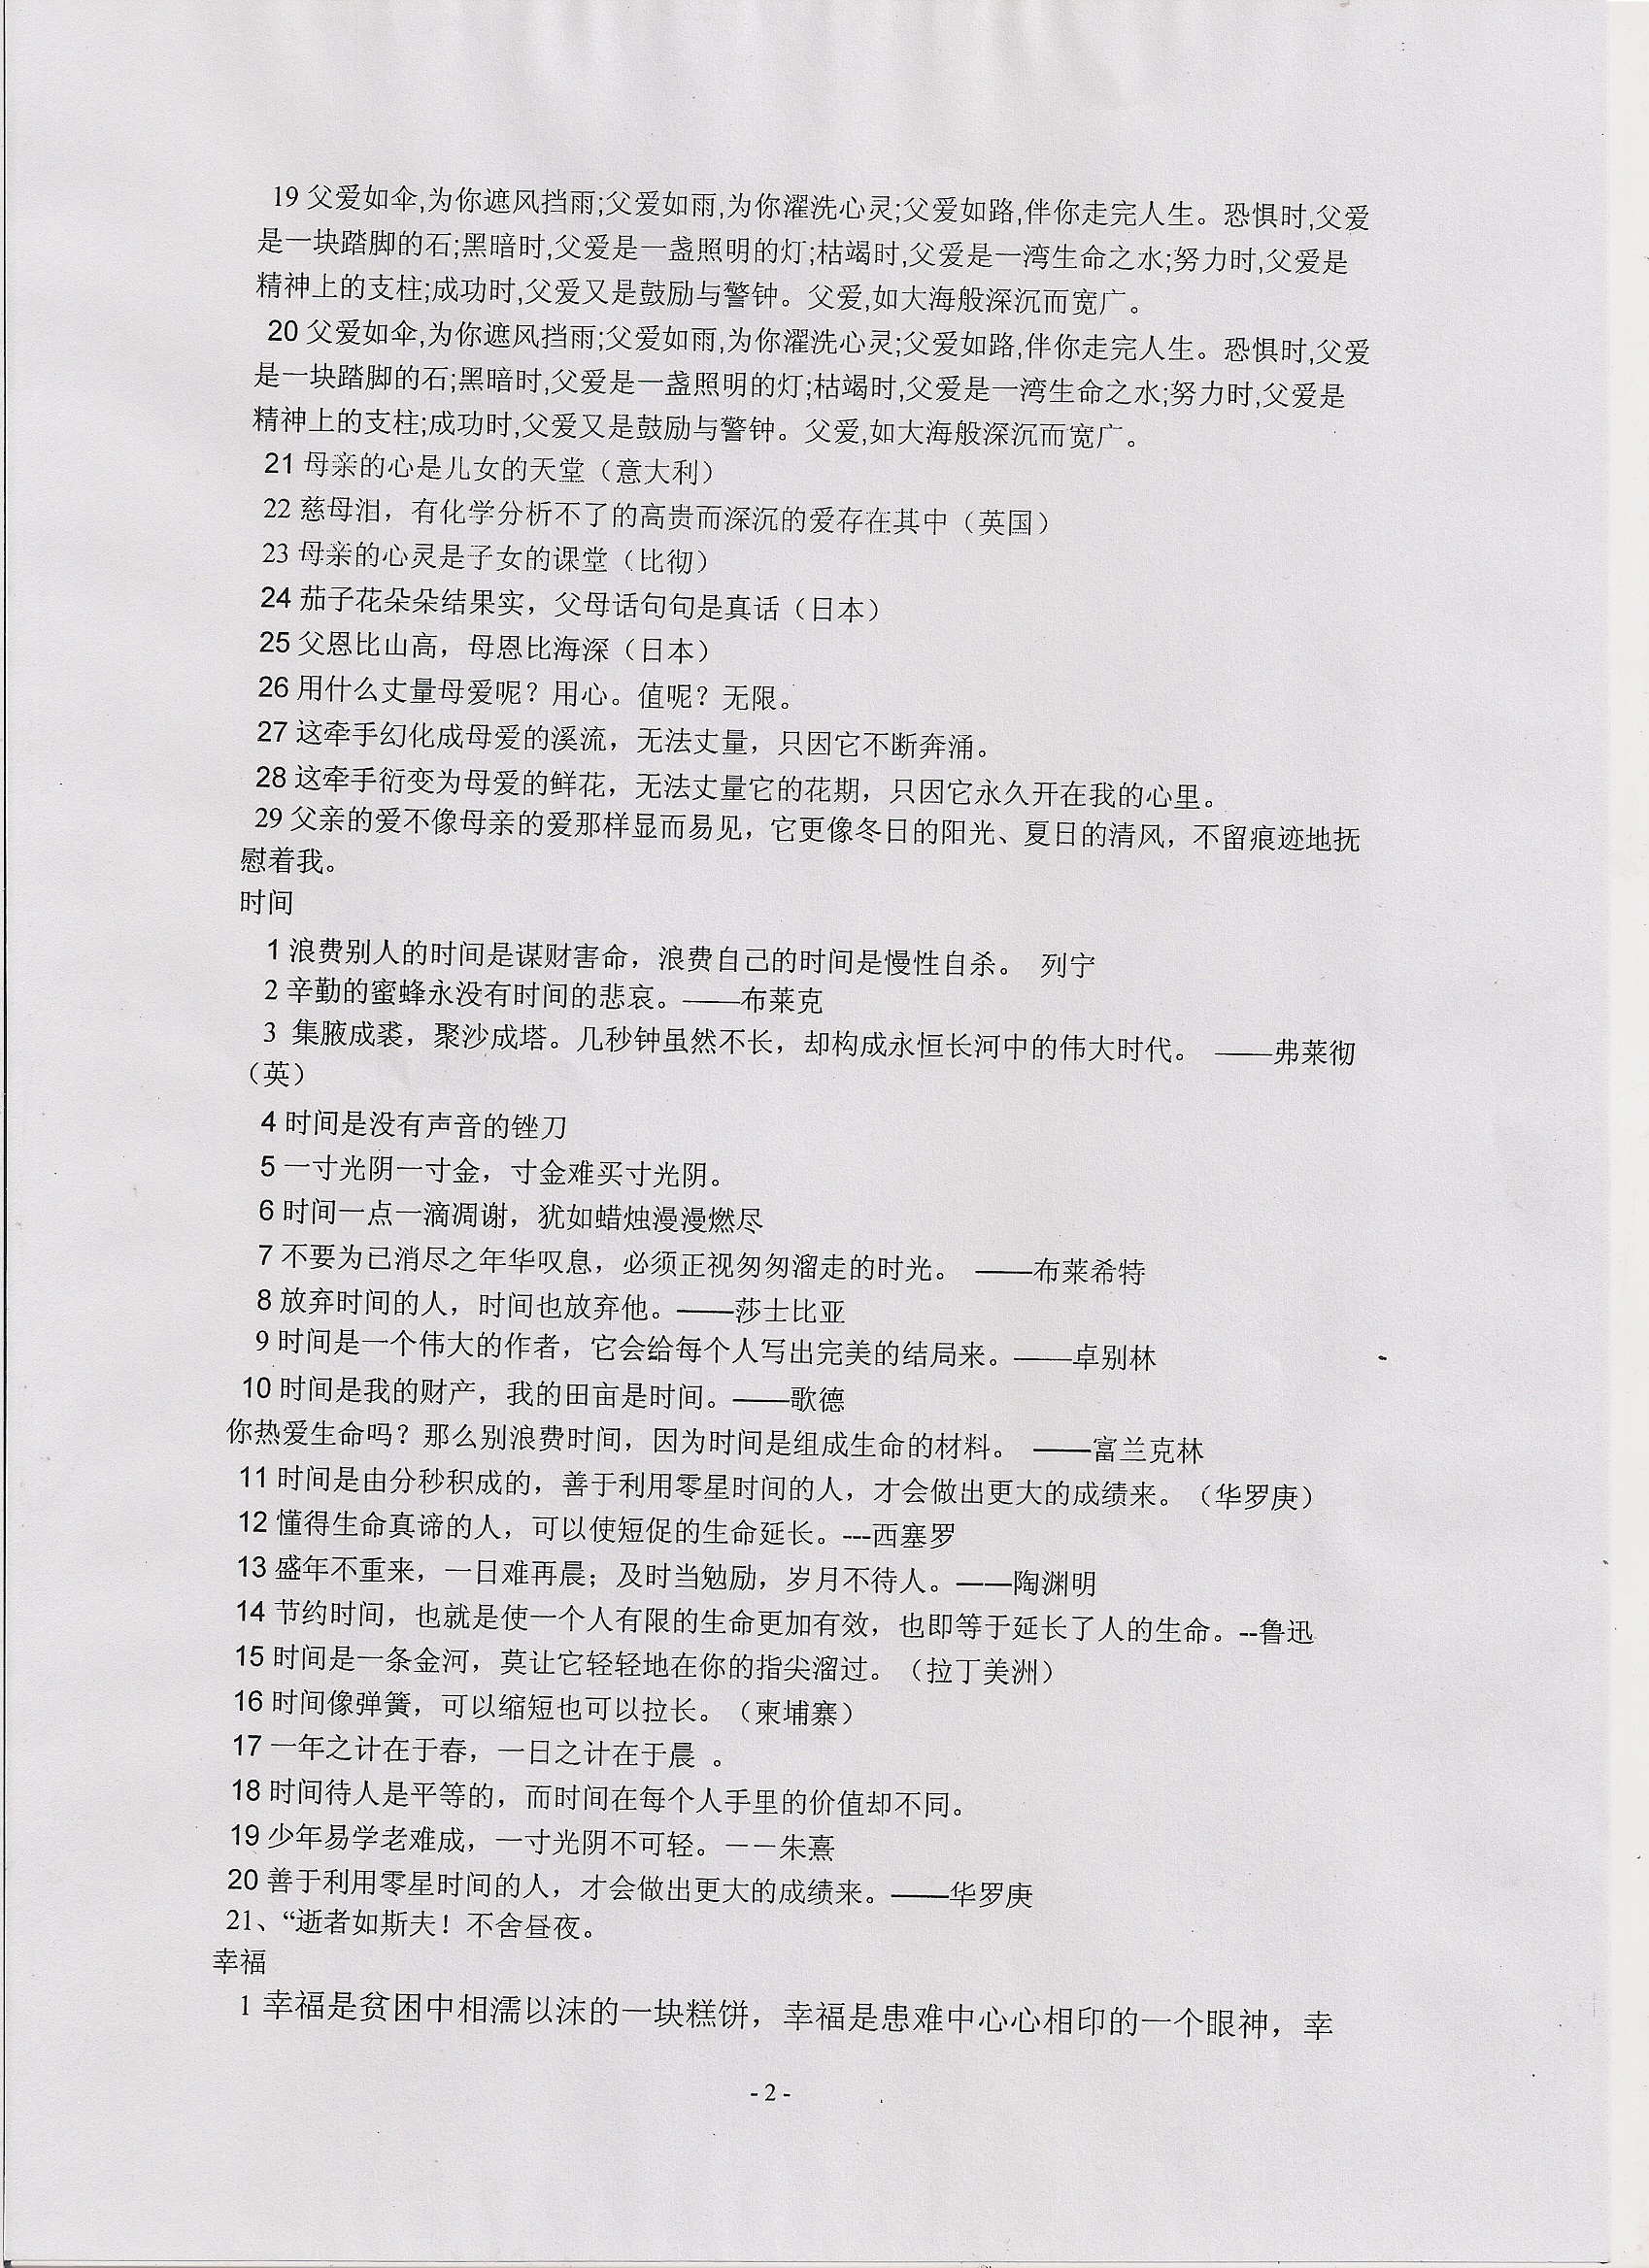 19 父爱如伞,为你遮风挡雨;父爱如雨,为你濯洗心灵;父爱如路,伴你走完人生。恐惧时,父爱
是一块踏脚的石;黑暗时,父爱是一盏照明的灯;枯竭时,父爱是一湾生命之水;努力时,父爱是
精神上的支柱;成功时,父爱又是鼓励与警钟。父爱,如大海般深沉而宽广。
20 父爱如伞,为你遮风挡雨;父爱如雨,为你濯洗心灵;父爱如路,伴你走完人生。恐惧时,父爱
是一块踏脚的石;黑暗时,父爱是一盏照明的灯;枯竭时,父爱是一湾生命之水;努力时,父爱是
精神上的支柱;成功时,父爱又是鼓励与警钟。父爱,如大海般深沉而宽广。
21 母亲的心是儿女的天堂（意大利）
22 慈母泪，有化学分析不了的高贵而深沉的爱存在其中（英国）
23 母亲的心灵是子女的课堂（比彻）
24 茄子花朵朵结果实，父母话句句是真话（日本）
25 父恩比山高，母恩比海深（日本）
26 用什么丈量母爱呢？用心。值呢？无限。
27 这牵手幻化成母爱的溪流，无法丈量，只因它不断奔涌。
28 这牵手衍变为母爱的鲜花，无法丈量它的花期，只因它永久开在我的心里。
29 父亲的爱不像母亲的爱那样显而易见，它更像冬日的阳光、夏日的清风，不留痕迹地抚
慰着我。
时间
1 浪费别人的时间是谋财害命，浪费自己的时间是慢性自杀。 列宁
2 辛勤的蜜蜂永没有时间的悲哀。——布莱克
3 集腋成裘，聚沙成塔。几秒钟虽然不长，却构成永恒长河中的伟大时代。 ——弗莱彻
（英）
4 时间是没有声音的锉刀
5 一寸光阴一寸金，寸金难买寸光阴。
6 时间一点一滴凋谢，犹如蜡烛漫漫燃尽
7 不要为已消尽之年华叹息，必须正视匆匆溜走的时光。 ——布莱希特
8 放弃时间的人，时间也放弃他。——莎士比亚
9 时间是一个伟大的作者，它会给每个人写出完美的结局来。——卓别林
10 时间是我的财产，我的田亩是时间。——歌德
你热爱生命吗？那么别浪费时间，因为时间是组成生命的材料。 ——富兰克林
11 时间是由分秒积成的，善于利用零星时间的人，才会做出更大的成绩来。（华罗庚）
12 懂得生命真谛的人，可以使短促的生命延长。---西塞罗
13 盛年不重来，一日难再晨；及时当勉励，岁月不待人。——陶渊明
14 节约时间，也就是使一个人有限的生命更加有效，也即等于延长了人的生命。--鲁迅
15 时间是一条金河，莫让它轻轻地在你的指尖溜过。（拉丁美洲）
16 时间像弹簧，可以缩短也可以拉长。（柬埔寨）
17 一年之计在于春，一日之计在于晨 。
18 时间待人是平等的，而时间在每个人手里的价值却不同。
19 少年易学老难成，一寸光阴不可轻。－－朱熹
20 善于利用零星时间的人，才会做出更大的成绩来。——华罗庚
21、“逝者如斯夫！不舍昼夜。
幸福
1 幸福是贫困中相濡以沫的一块糕饼，幸福是患难中心心相印的一个眼神，幸
- 2 -